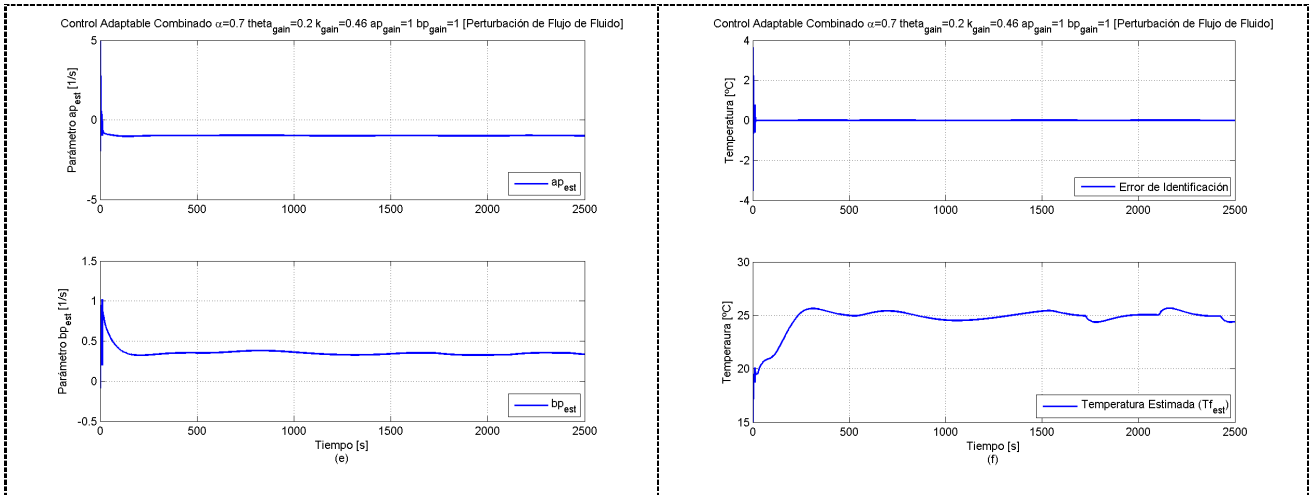 Control Adaptable Combinado α=0.7 theta_gain=0.2 k_gain=0.46 ap_gain=1 bp_gain=1 [Perturbación de Flujo de Fluido]
5
0
-5
Parámetro ap_est [1/s]
ap_est
0 500 1000 1500 2000 2500
1.5
1
0.5
0
-0.5
Parámetro bp_est [1/s]
bp_est
0 500 1000 1500 2000 2500
Tiempo [s]
(e)
Control Adaptable Combinado α=0.7 theta_gain=0.2 k_gain=0.46 ap_gain=1 bp_gain=1 [Perturbación de Flujo de Fluido]
4
2
0
-2
-4
Temperatura [ºC]
Error de Identificación
0 500 1000 1500 2000 2500
30
25
20
15
Temperaura [ºC]
Temperatura Estimada (Tf_est)
0 500 1000 1500 2000 2500
Tiempo [s]
(f)